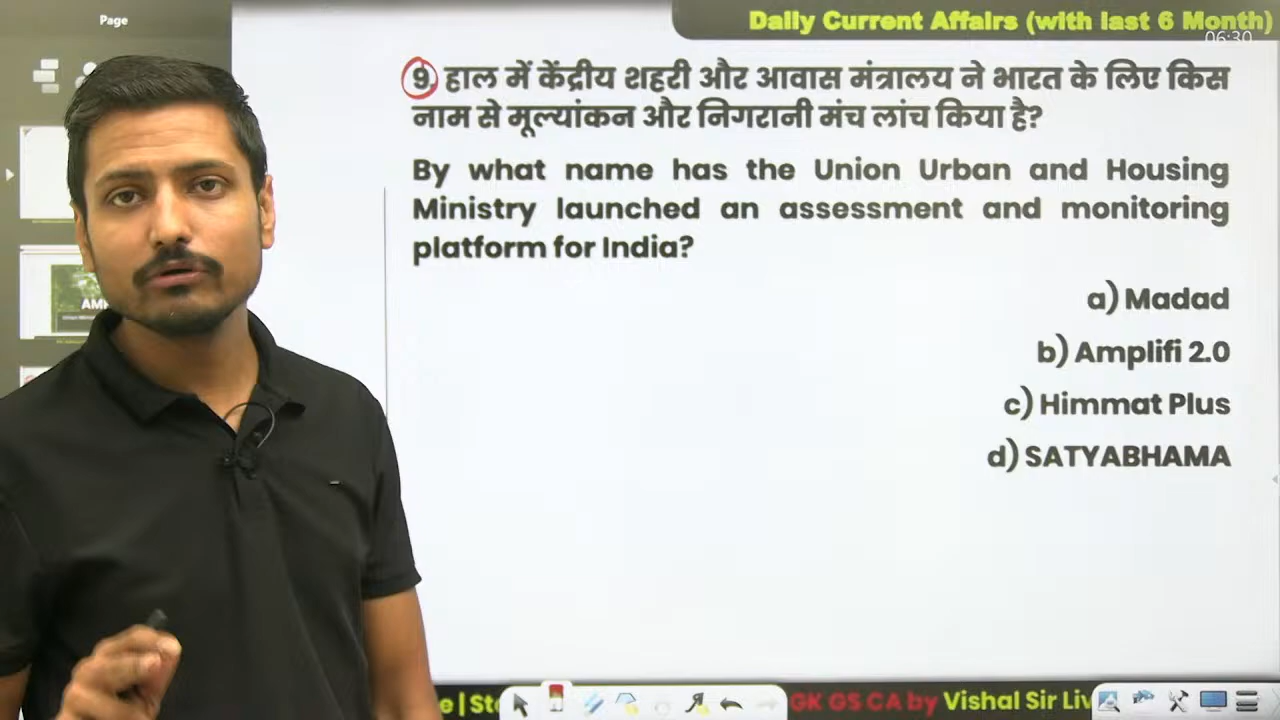 Page
Daily Current Affairs (with last 6 Month)
06:30
9. हाल में केंद्रीय शहरी और आवास मंत्रालय ने भारत के लिए किस
नाम से मूल्यांकन और निगरानी मंच लांच किया है?
By what name has the Union Urban and Housing
Ministry launched an assessment and monitoring
platform for India?
a) Madad
b) Amplifi 2.0
c) Himmat Plus
d) SATYABHAMA
GK GS CA by Vishal Sir Liv